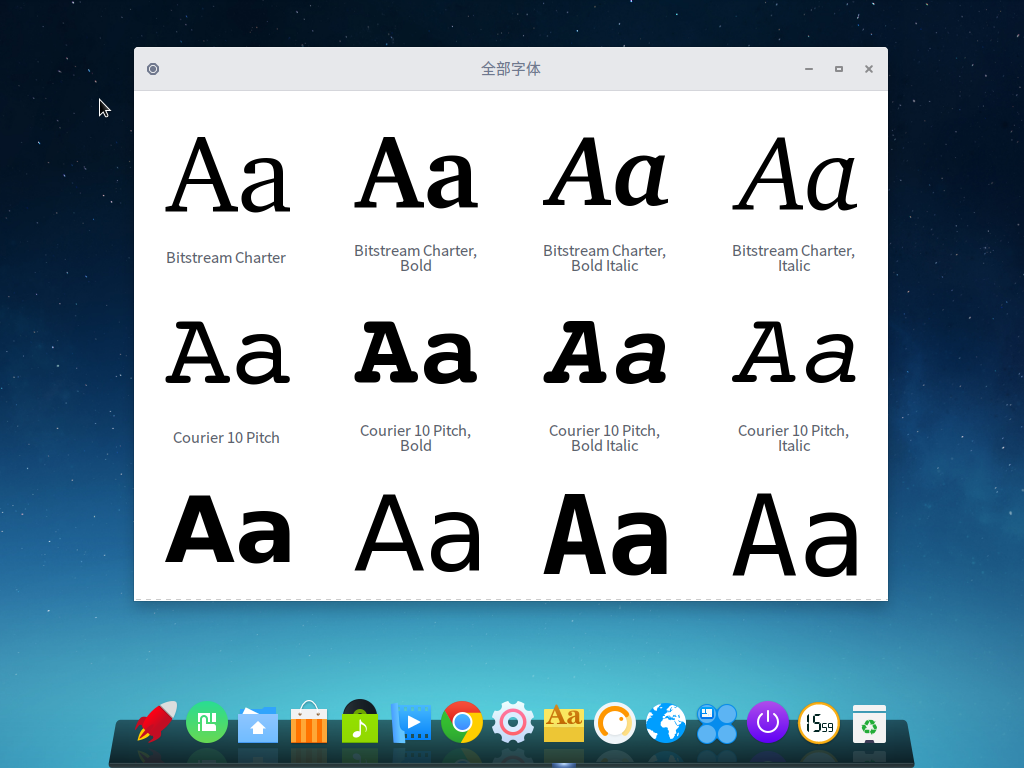 全部字体
Aa Aa Aa Aa
Bitstream Charter
Bitstream Charter,
Bold
Bitstream Charter,
Bold Italic
Bitstream Charter,
Italic
Aa Aa Aa Aa
Courier 10 Pitch
Courier 10 Pitch,
Bold
Courier 10 Pitch,
Bold Italic
Courier 10 Pitch,
Italic
Aa Aa Aa Aa
Aa
15 59